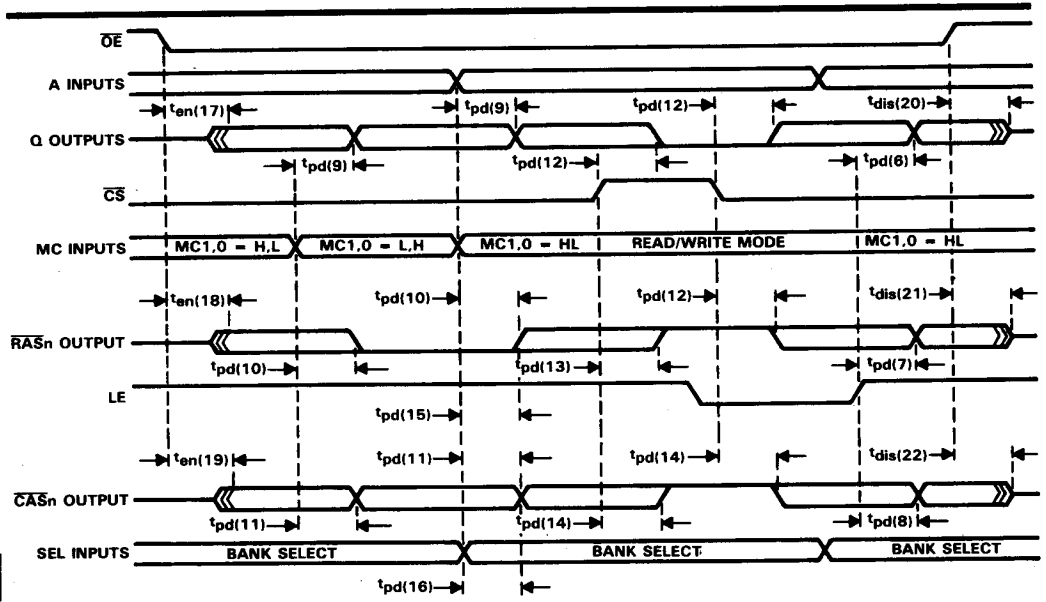 OE
A INPUTS
ten(17) tpd(9) tpd(12) tdis(20)
Q OUTPUTS
tpd(9) tpd(12) tpd(6)
CS
MC INPUTS MC1,0 = H,L MC1,0 = L,H MC1,0 = HL READ/WRITE MODE MC1,0 = HL
ten(18) tpd(10) tpd(12) tdis(21)
RASn OUTPUT
tpd(10) tpd(13) tpd(7)
LE
tpd(15)
ten(19) tpd(11) tpd(14) tdis(22)
CASn OUTPUT
tpd(11) tpd(14) tpd(8)
SEL INPUTS BANK SELECT BANK SELECT BANK SELECT
tpd(16)